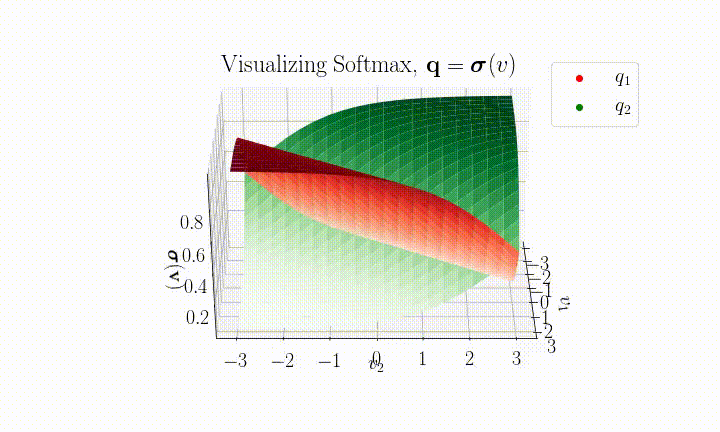 Visualizing Softmax, q = σ(v)
q₁
q₂
0.8
0.6
0.4
0.2
σ(v)
−3 −2 −1 0 1 2 3
v₂
3
2
1
0
−1
−2
3
v₁